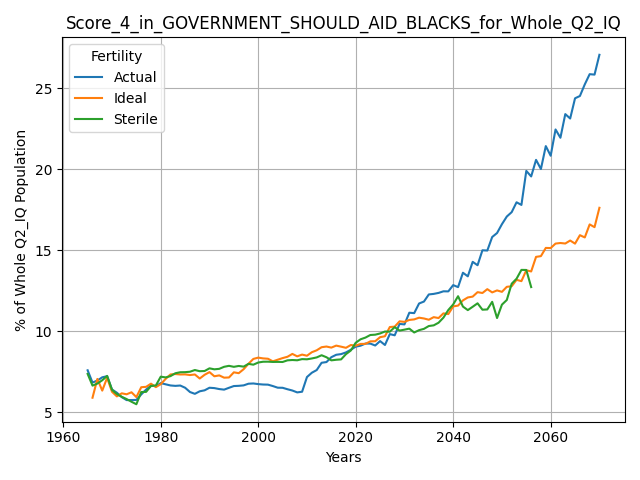 Score_4_in_GOVERNMENT_SHOULD_AID_BLACKS_for_Whole_Q2_IQ
Fertility
Actual
Ideal
Sterile
% of Whole Q2_IQ Population
25
20
15
10
5
1960 1980 2000 2020 2040 2060
Years